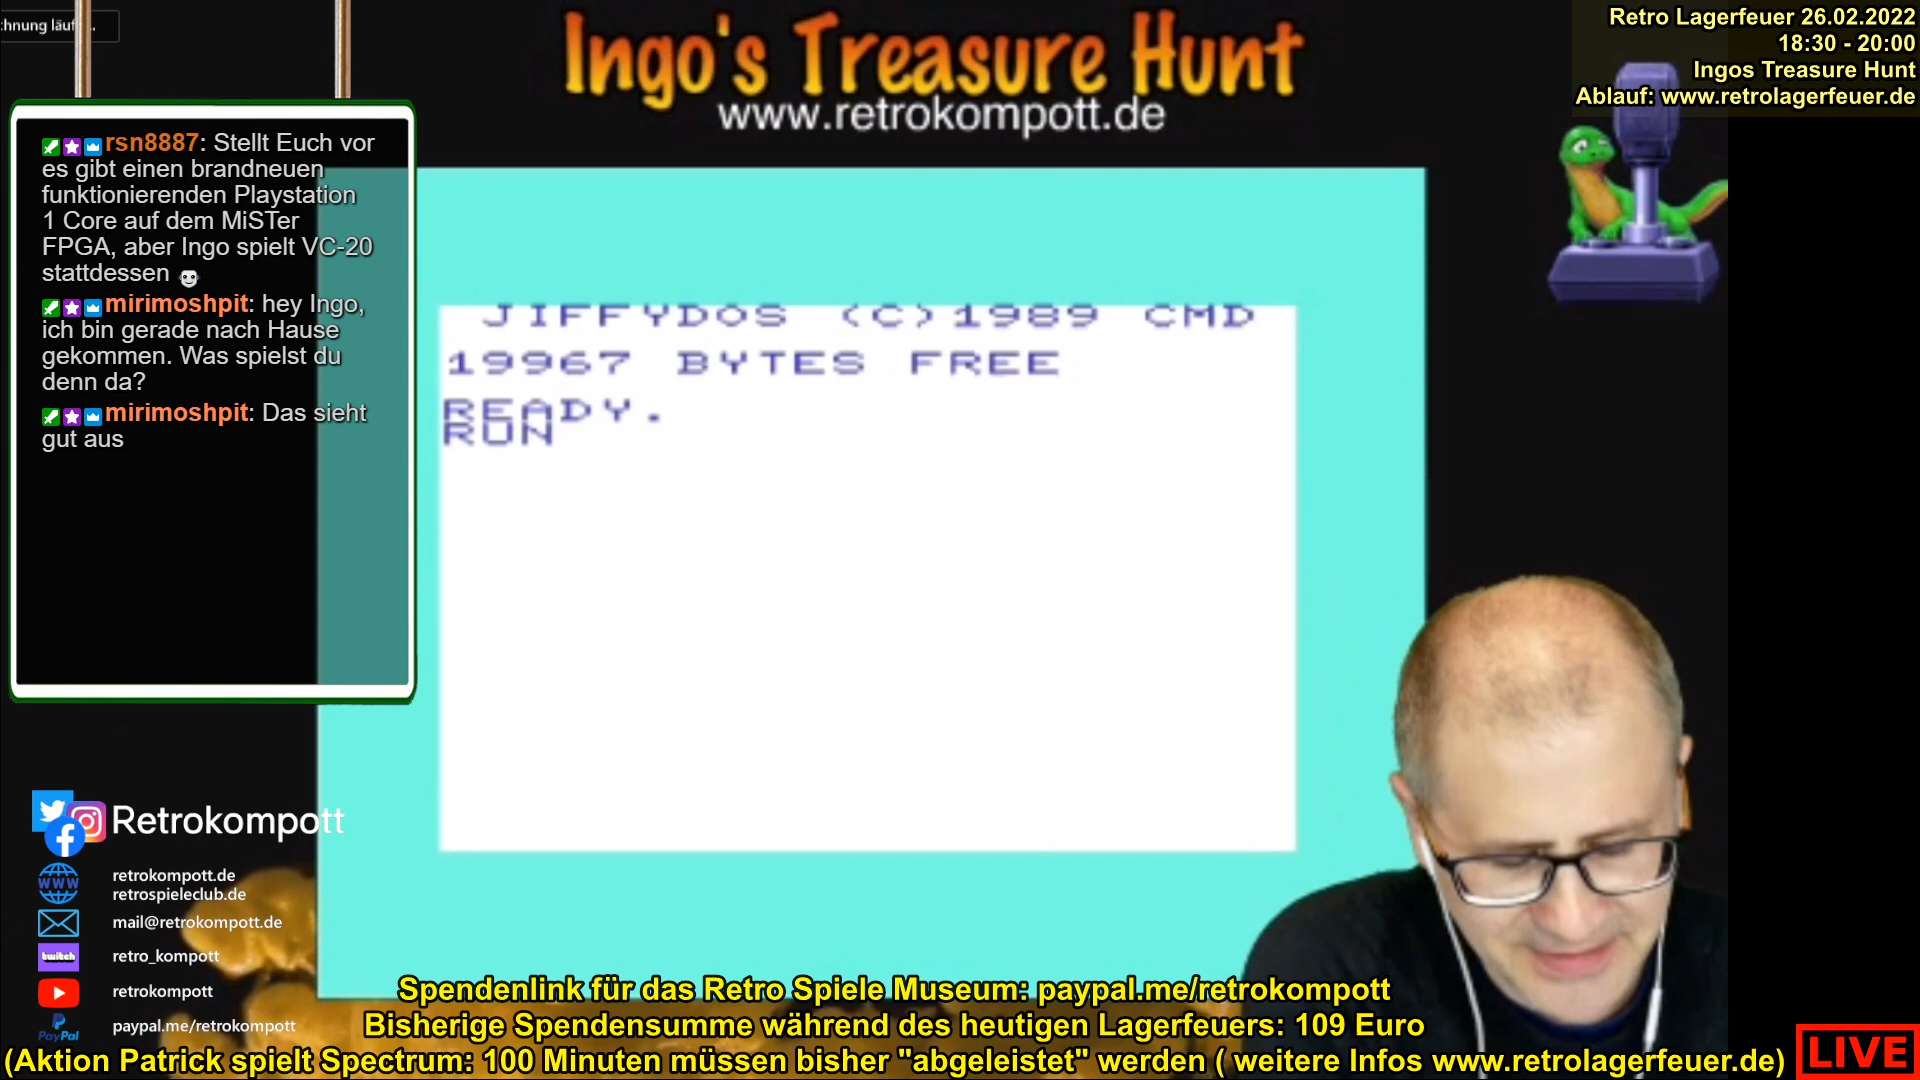 chnung läuf
Ingo's Treasure Hunt
www.retrokompott.de
Retro Lagerfeuer 26.02.2022
18:30 - 20:00
Ingos Treasure Hunt
Ablauf: www.retrolagerfeuer.de
rsn8887: Stellt Euch vor
es gibt einen brandneuen
funktionierenden Playstation
1 Core auf dem MiSTer
FPGA, aber Ingo spielt VC-20
stattdessen
mirimoshpit: hey Ingo,
ich bin gerade nach Hause
gekommen. Was spielst du
denn da?
mirimoshpit: Das sieht
gut aus
JIFFYDOS (C)1989 CMD
19967 BYTES FREE
READY.
RUN
Retrokompott
www
retrokompott.de
retrospieleclub.de
mail@retrokompott.de
twitch
retro_kompott
retrokompott
PayPal
paypal.me/retrokompott
Spendenlink für das Retro Spiele Museum: paypal.me/retrokompott
Bisherige Spendensumme während des heutigen Lagerfeuers: 109 Euro
(Aktion Patrick spielt Spectrum: 100 Minuten müssen bisher "abgeleistet" werden ( weitere Infos www.retrolagerfeuer.de)
LIVE